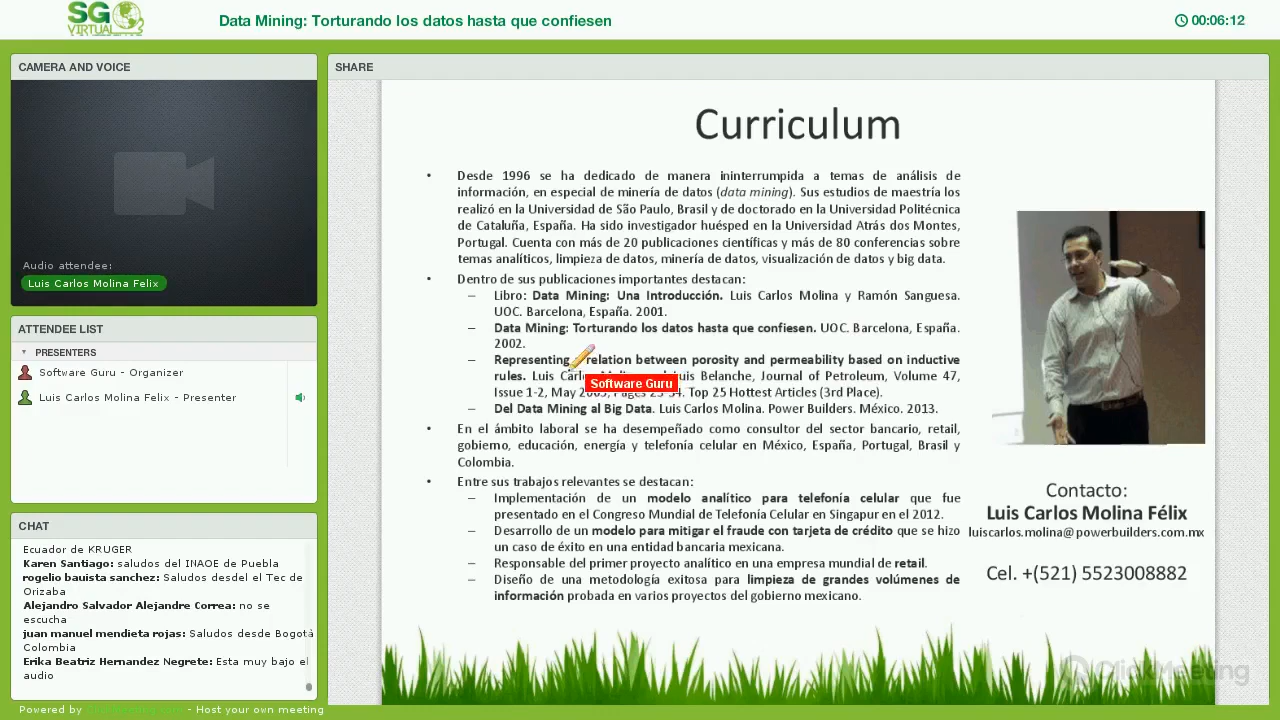 SG
VIRTUAL
Data Mining: Torturando los datos hasta que confiesen
00:06:12
CAMERA AND VOICE
Audio attendee:
Luis Carlos Molina Felix
ATTENDEE LIST
PRESENTERS
Software Guru - Organizer
Luis Carlos Molina Felix - Presenter
CHAT
Ecuador de KRUGER
Karen Santiago: saludos del INAOE de Puebla
rogelio bauista sanchez: Saludos desdel el Tec de
Orizaba
Alejandro Salvador Alejandre Correa: no se
escucha
juan manuel mendieta rojas: Saludos desde Bogotà
Colombia
Erika Beatriz Hernandez Negrete: Esta muy bajo el
audio
Powered by - Host your own meeting
SHARE
Curriculum
• Desde 1996 se ha dedicado de manera ininterrumpida a temas de análisis de
información, en especial de minería de datos (data mining). Sus estudios de maestría los
realizó en la Universidad de São Paulo, Brasil y de doctorado en la Universidad Politécnica
de Cataluña, España. Ha sido investigador huésped en la Universidad Atrás dos Montes,
Portugal. Cuenta con más de 20 publicaciones científicas y más de 80 conferencias sobre
temas analíticos, limpieza de datos, minería de datos, visualización de datos y big data.
• Dentro de sus publicaciones importantes destacan:
– Libro: Data Mining: Una Introducción. Luis Carlos Molina y Ramón Sanguesa.
UOC. Barcelona, España. 2001.
– Data Mining: Torturando los datos hasta que confiesen. UOC. Barcelona, España.
2002.
– Representing relation between porosity and permeability based on inductive
rules. Luis Luis Belanche, Journal of Petroleum, Volume 47,
Issue 1-2, May Top 25 Hottest Articles (3rd Place).
Software Guru
– Del Data Mining al Big Data. Luis Carlos Molina. Power Builders. México. 2013.
• En el ámbito laboral se ha desempeñado como consultor del sector bancario, retail,
gobierno, educación, energía y telefonía celular en México, España, Portugal, Brasil y
Colombia.
• Entre sus trabajos relevantes se destacan:
– Implementación de un modelo analítico para telefonía celular que fue
presentado en el Congreso Mundial de Telefonía Celular en Singapur en el 2012.
– Desarrollo de un modelo para mitigar el fraude con tarjeta de crédito que se hizo
un caso de éxito en una entidad bancaria mexicana.
– Responsable del primer proyecto analítico en una empresa mundial de retail.
– Diseño de una metodología exitosa para limpieza de grandes volúmenes de
información probada en varios proyectos del gobierno mexicano.
Contacto:
Luis Carlos Molina Félix
luiscarlos.molina@powerbuilders.com.mx
Cel. +(521) 5523008882
ClickMeeting